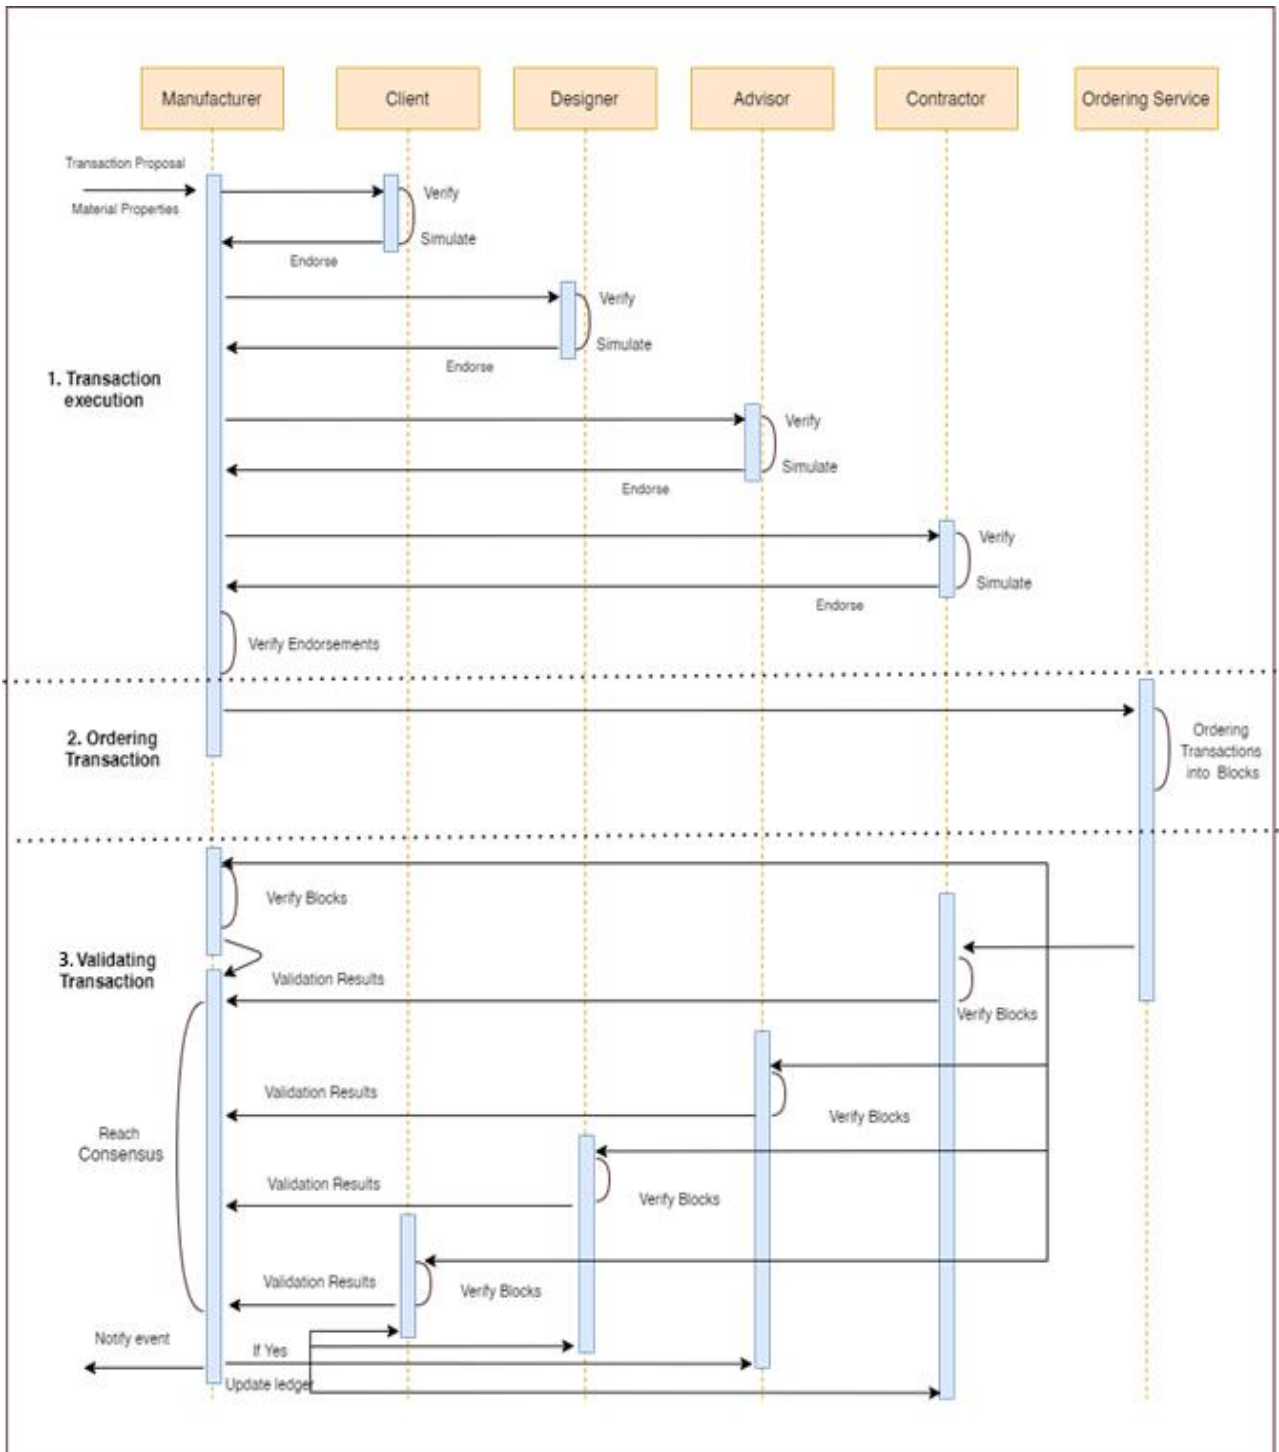 Manufacturer
Client
Designer
Advisor
Contractor
Ordering Service
Transaction Proposal
Material Properties
Verify
Simulate
Endorse
Verify
Simulate
Endorse
1. Transaction
execution
Verify
Simulate
Endorse
Verify
Simulate
Endorse
Verify Endorsements
2. Ordering
Transaction
Ordering
Transactions
into Blocks
Verify Blocks
3. Validating
Transaction
Validation Results
Verify Blocks
Validation Results
Verify Blocks
Reach
Consensus
Validation Results
Verify Blocks
Validation Results
Verify Blocks
Notify event
If Yes
Update ledger